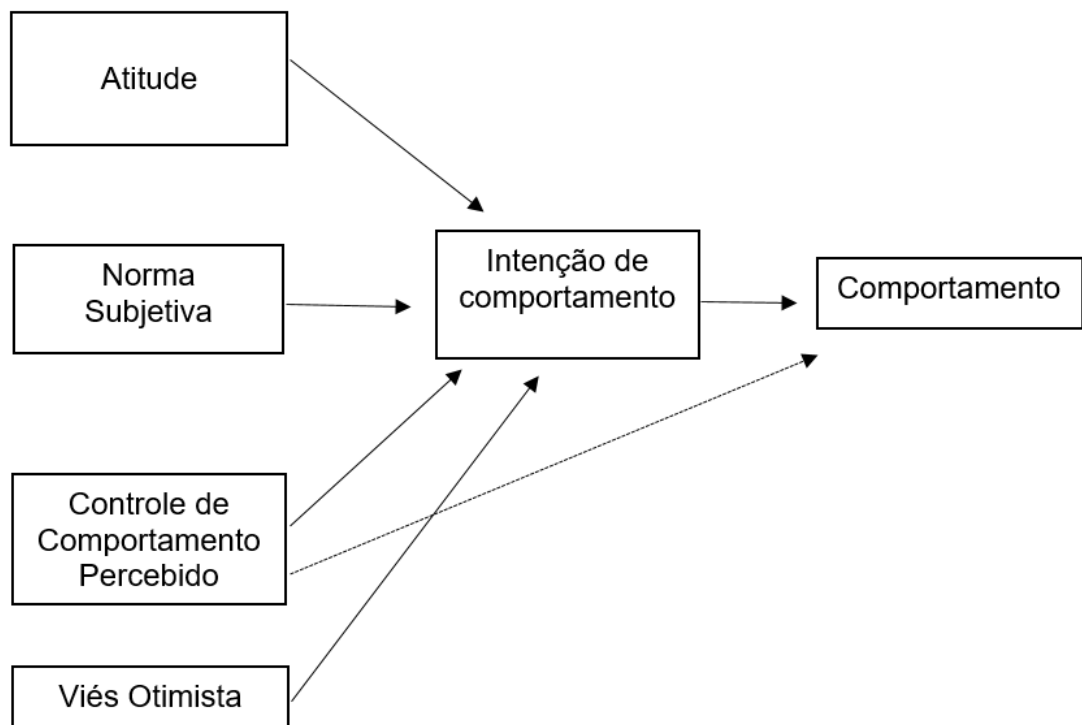 Atitude
Norma
Subjetiva
Intenção de
comportamento
Comportamento
Controle de
Comportamento
Percebido
Viés Otimista